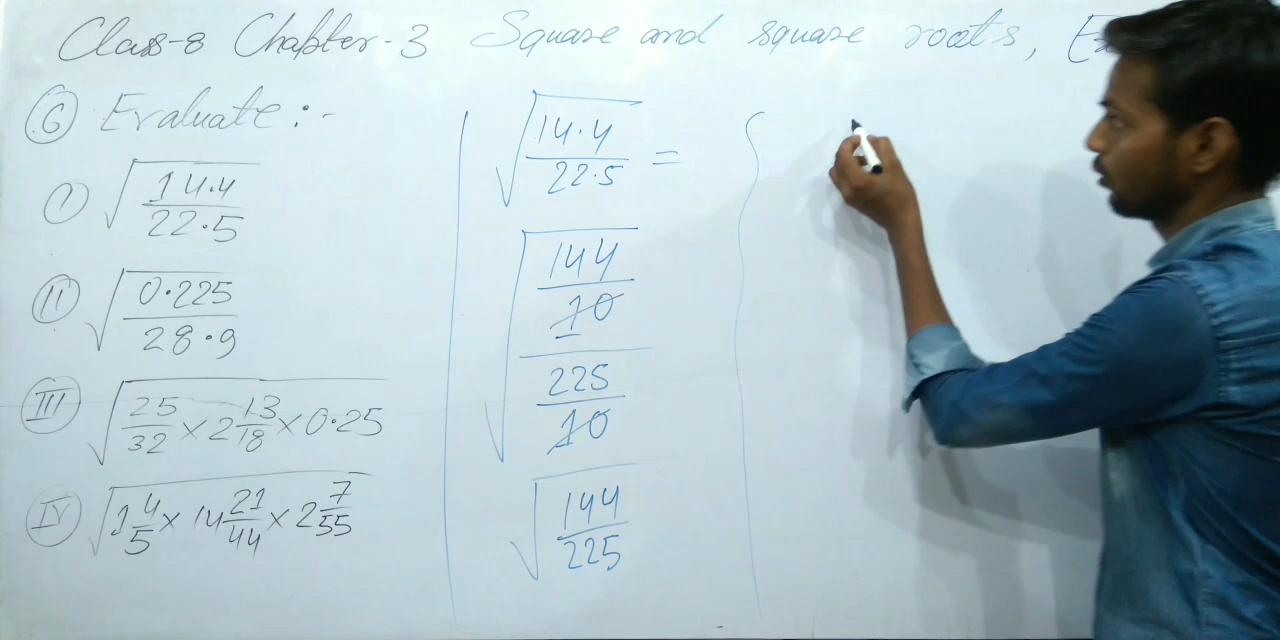 Class-8 Chapter-3 Square and square roots, E
6 Evaluate :-
I √(14.4/22.5)
II √(0.225/28.9)
III √(25/32 × 2 13/18 × 0.25)
IV √(1 4/5 × 14 21/44 × 2 7/55)
√(14.4/22.5) =
√((144/10)/(225/10))
√(144/225)